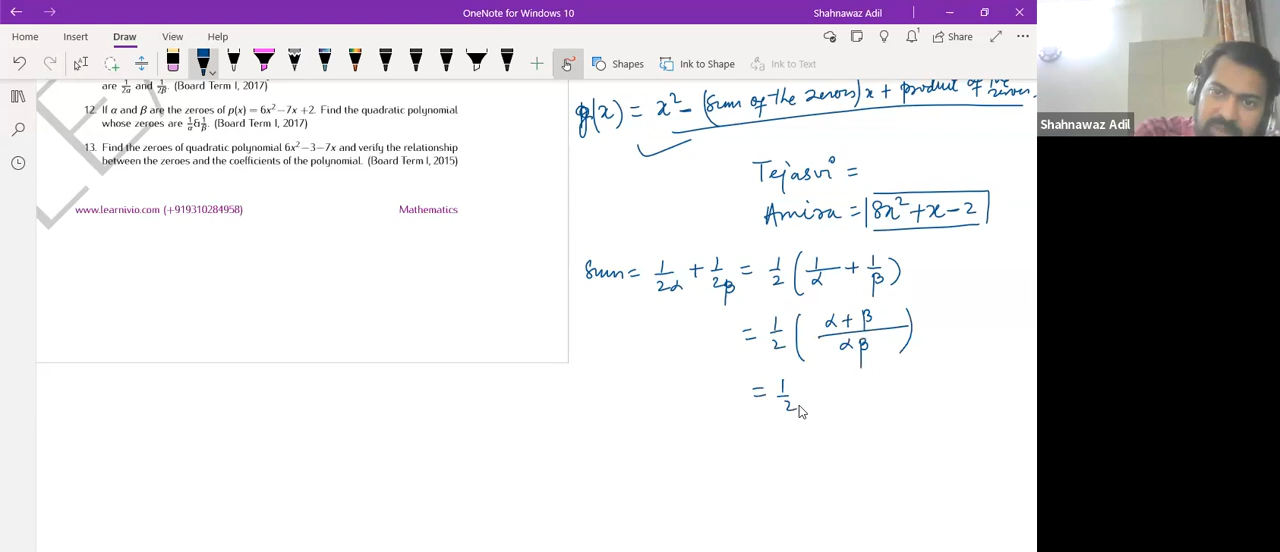 OneNote for Windows 10
Shahnawaz Adil
Home Insert Draw View Help
Share
Shapes Ink to Shape Ink to Text
are 1/2α and 1/2β. (Board Term I, 2017)
12. If α and β are the zeroes of p(x) = 6x²−7x+2. Find the quadratic polynomial
whose zeroes are 1/α & 1/β. (Board Term I, 2017)
13. Find the zeroes of quadratic polynomial 6x²−3−7x and verify the relationship
between the zeroes and the coefficients of the polynomial. (Board Term I, 2015)
www.learnivio.com (+919310284958) Mathematics
p(x) = x² − (Sum of the zeros)x + product of the zeroes.
Tejasvi =
Amisa = 8x²+x−2
Sum = 1/2α + 1/2β = 1/2 (1/α + 1/β)
= 1/2 (α+β/αβ)
= 1/2
Shahnawaz Adil